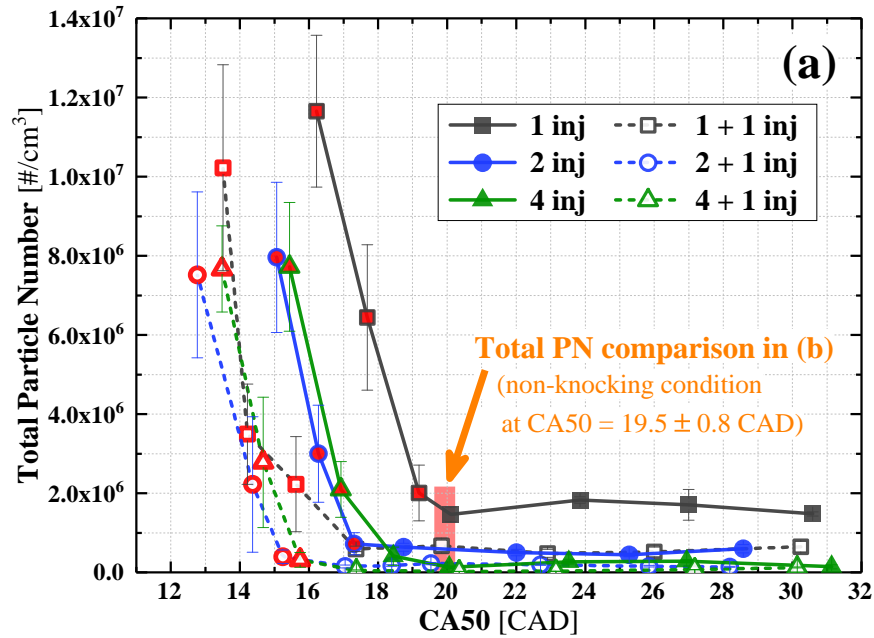 (a)
Total Particle Number [#/cm³]
1.4x10⁷
1.2x10⁷
1.0x10⁷
8.0x10⁶
6.0x10⁶
4.0x10⁶
2.0x10⁶
0.0
1 inj 1 + 1 inj
2 inj 2 + 1 inj
4 inj 4 + 1 inj
Total PN comparison in (b)
(non-knocking condition
at CA50 = 19.5 ± 0.8 CAD)
12 14 16 18 20 22 24 26 28 30 32
CA50 [CAD]